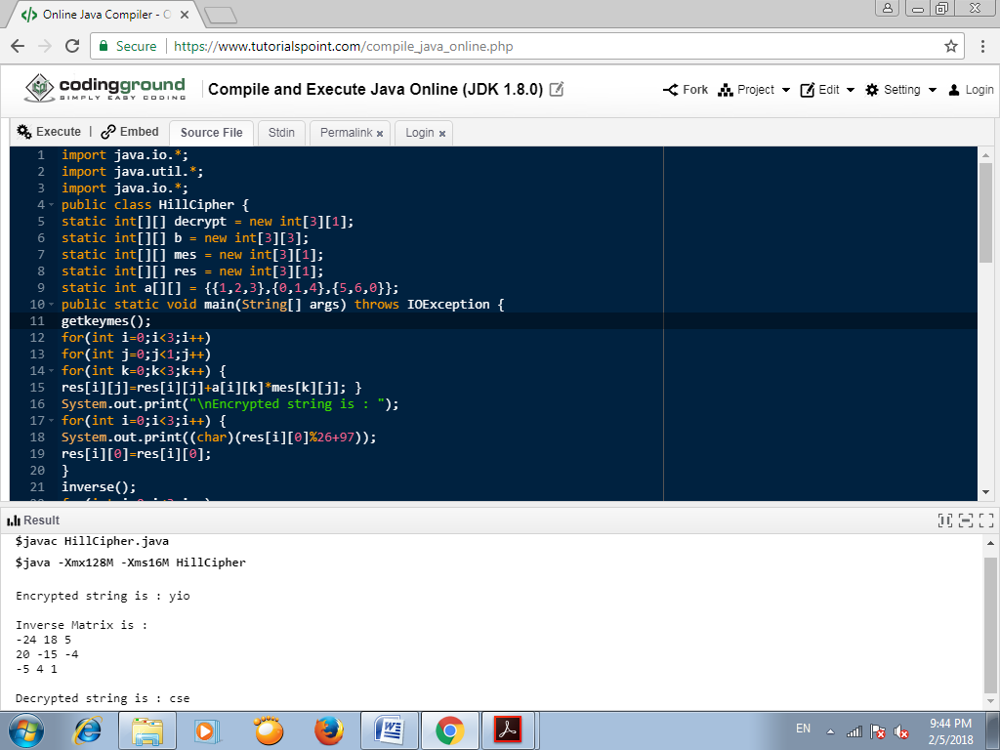 Online Java Compiler - C
Secure https://www.tutorialspoint.com/compile_java_online.php
codingground
SIMPLY EASY CODING
Compile and Execute Java Online (JDK 1.8.0)
Fork Project Edit Setting Login
Execute | Embed Source File Stdin Permalink x Login x
1 import java.io.*;
2 import java.util.*;
3 import java.io.*;
4 public class HillCipher {
5 static int[][] decrypt = new int[3][1];
6 static int[][] b = new int[3][3];
7 static int[][] mes = new int[3][1];
8 static int[][] res = new int[3][1];
9 static int a[][] = {{1,2,3},{0,1,4},{5,6,0}};
10 public static void main(String[] args) throws IOException {
11 getkeymes();
12 for(int i=0;i<3;i++)
13 for(int j=0;j<1;j++)
14 for(int k=0;k<3;k++) {
15 res[i][j]=res[i][j]+a[i][k]*mes[k][j]; }
16 System.out.print("\nEncrypted string is : ");
17 for(int i=0;i<3;i++) {
18 System.out.print((char)(res[i][0]%26+97));
19 res[i][0]=res[i][0];
20 }
21 inverse();
Result
$javac HillCipher.java
$java -Xmx128M -Xms16M HillCipher
Encrypted string is : yio
Inverse Matrix is :
-24 18 5
20 -15 -4
-5 4 1
Decrypted string is : cse
EN
9:44 PM
2/5/2018